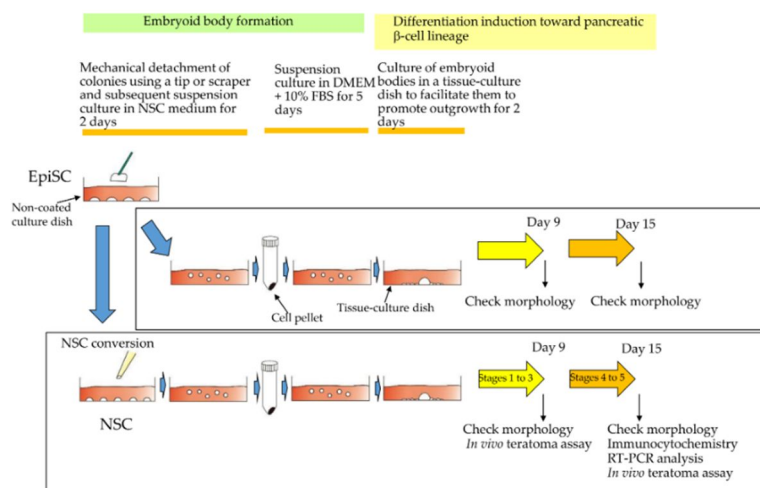 Embryoid body formation
Differentiation induction toward pancreatic
β-cell lineage
Mechanical detachment of
colonies using a tip or scraper
and subsequent suspension
culture in NSC medium for
2 days
Suspension
culture in DMEM
+ 10% FBS for 5
days
Culture of embryoid
bodies in a tissue-culture
dish to facilitate them to
promote outgrowth for 2
days
EpiSC
Non-coated
culture dish
Day 9
Day 15
Cell pellet
Tissue-culture dish
Check morphology
Check morphology
NSC conversion
NSC
Day 9
Day 15
Stages 1 to 3
Stages 4 to 5
Check morphology
In vivo teratoma assay
Check morphology
Immunocytochemistry
RT-PCR analysis
In vivo teratoma assay